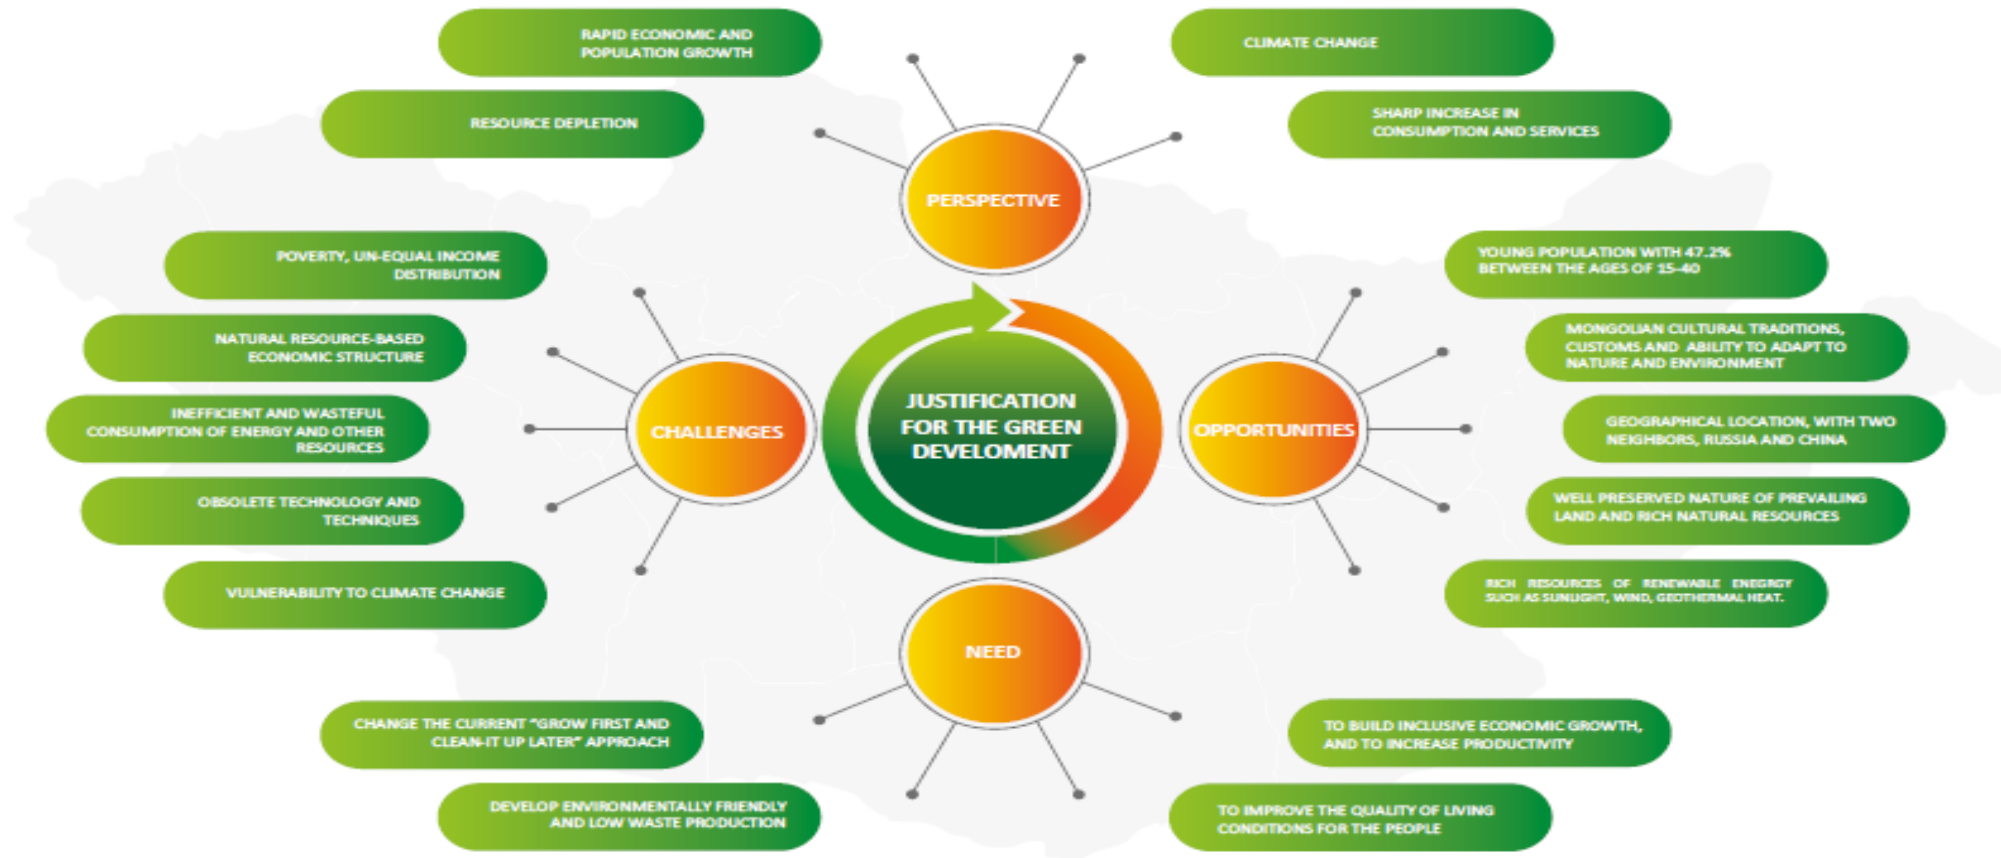 RAPID ECONOMIC AND
POPULATION GROWTH
RESOURCE DEPLETION
CLIMATE CHANGE
SHARP INCREASE IN
CONSUMPTION AND SERVICES
PERSPECTIVE
POVERTY, UN-EQUAL INCOME
DISTRIBUTION
NATURAL RESOURCE-BASED
ECONOMIC STRUCTURE
INEFFICIENT AND WASTEFUL
CONSUMPTION OF ENERGY AND OTHER
RESOURCES
OBSOLETE TECHNOLOGY AND
TECHNIQUES
VULNERABILITY TO CLIMATE CHANGE
CHALLENGES
JUSTIFICATION
FOR THE GREEN
DEVELOMENT
OPPORTUNITIES
YOUNG POPULATION WITH 47.2%
BETWEEN THE AGES OF 15-40
MONGOLIAN CULTURAL TRADITIONS,
CUSTOMS AND ABILITY TO ADAPT TO
NATURE AND ENVIRONMENT
GEOGRAPHICAL LOCATION, WITH TWO
NEIGHBORS, RUSSIA AND CHINA
WELL PRESERVED NATURE OF PREVAILING
LAND AND RICH NATURAL RESOURCES
RICH RESOURCES OF RENEWABLE ENEGRGY
SUCH AS SUNLIGHT, WIND, GEOTHERMAL HEAT.
NEED
CHANGE THE CURRENT "GROW FIRST AND
CLEAN-IT UP LATER" APPROACH
DEVELOP ENVIRONMENTALLY FRIENDLY
AND LOW WASTE PRODUCTION
TO BUILD INCLUSIVE ECONOMIC GROWTH,
AND TO INCREASE PRODUCTIVITY
TO IMPROVE THE QUALITY OF LIVING
CONDITIONS FOR THE PEOPLE